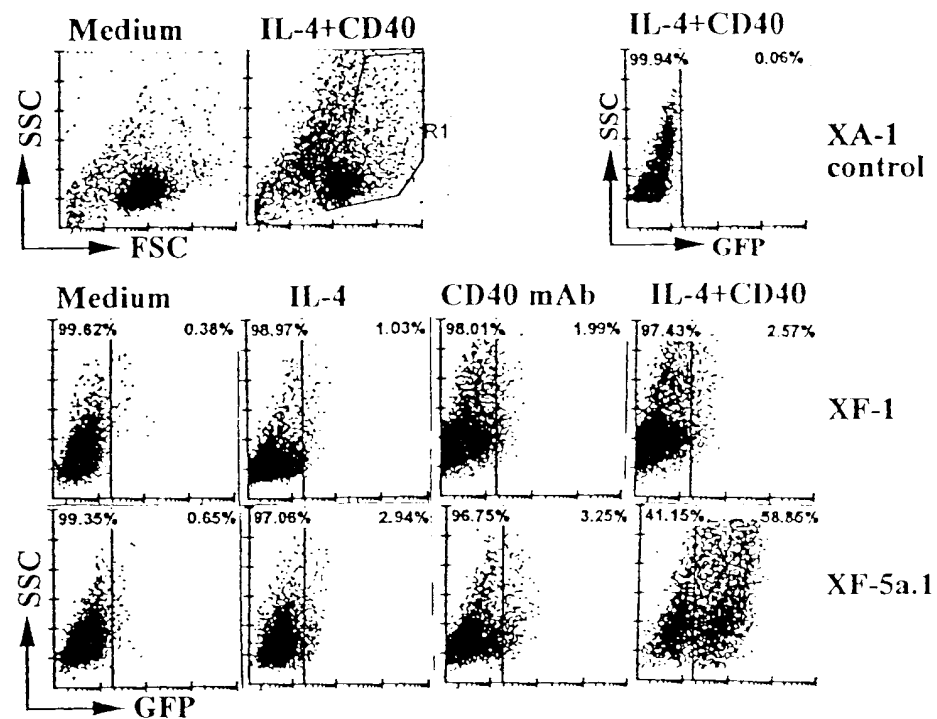 Medium
IL-4+CD40
IL-4+CD40
SSC
FSC
R1
SSC
99.94%
0.06%
GFP
XA-1
control
Medium
IL-4
CD40 mAb
IL-4+CD40
99.62%
0.38%
98.97%
1.03%
98.01%
1.99%
97.43%
2.57%
XF-1
99.35%
0.65%
97.06%
2.94%
96.75%
3.25%
41.15%
58.85%
XF-5a.1
SSC
GFP